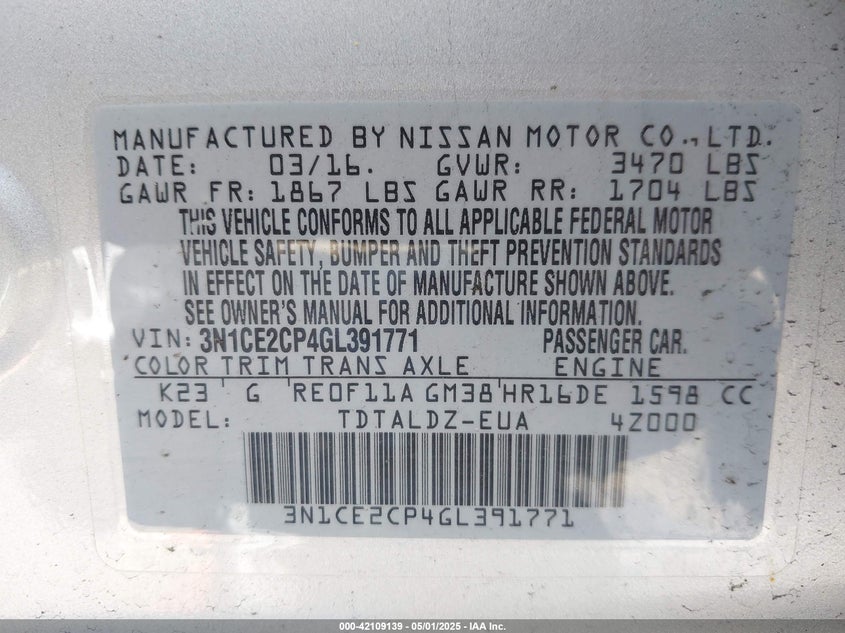 MANUFACTURED BY NISSAN MOTOR CO., LTD.
DATE: 03/16. GVWR: 3470 LBS
GAWR FR: 1867 LBS GAWR RR: 1704 LBS
THIS VEHICLE CONFORMS TO ALL APPLICABLE FEDERAL MOTOR
VEHICLE SAFETY, BUMPER AND THEFT PREVENTION STANDARDS
IN EFFECT ON THE DATE OF MANUFACTURE SHOWN ABOVE.
SEE OWNER'S MANUAL FOR ADDITIONAL INFORMATION.
VIN: 3N1CE2CP4GL391771 PASSENGER CAR.
COLOR TRIM TRANS AXLE ENGINE
K23 G RE0F11A GM38 HR16DE 1598 CC
MODEL: TDTALDZ-EUA 4Z000
3N1CE2CP4GL391771
000-42109139 - 05/01/2025 - IAA Inc.